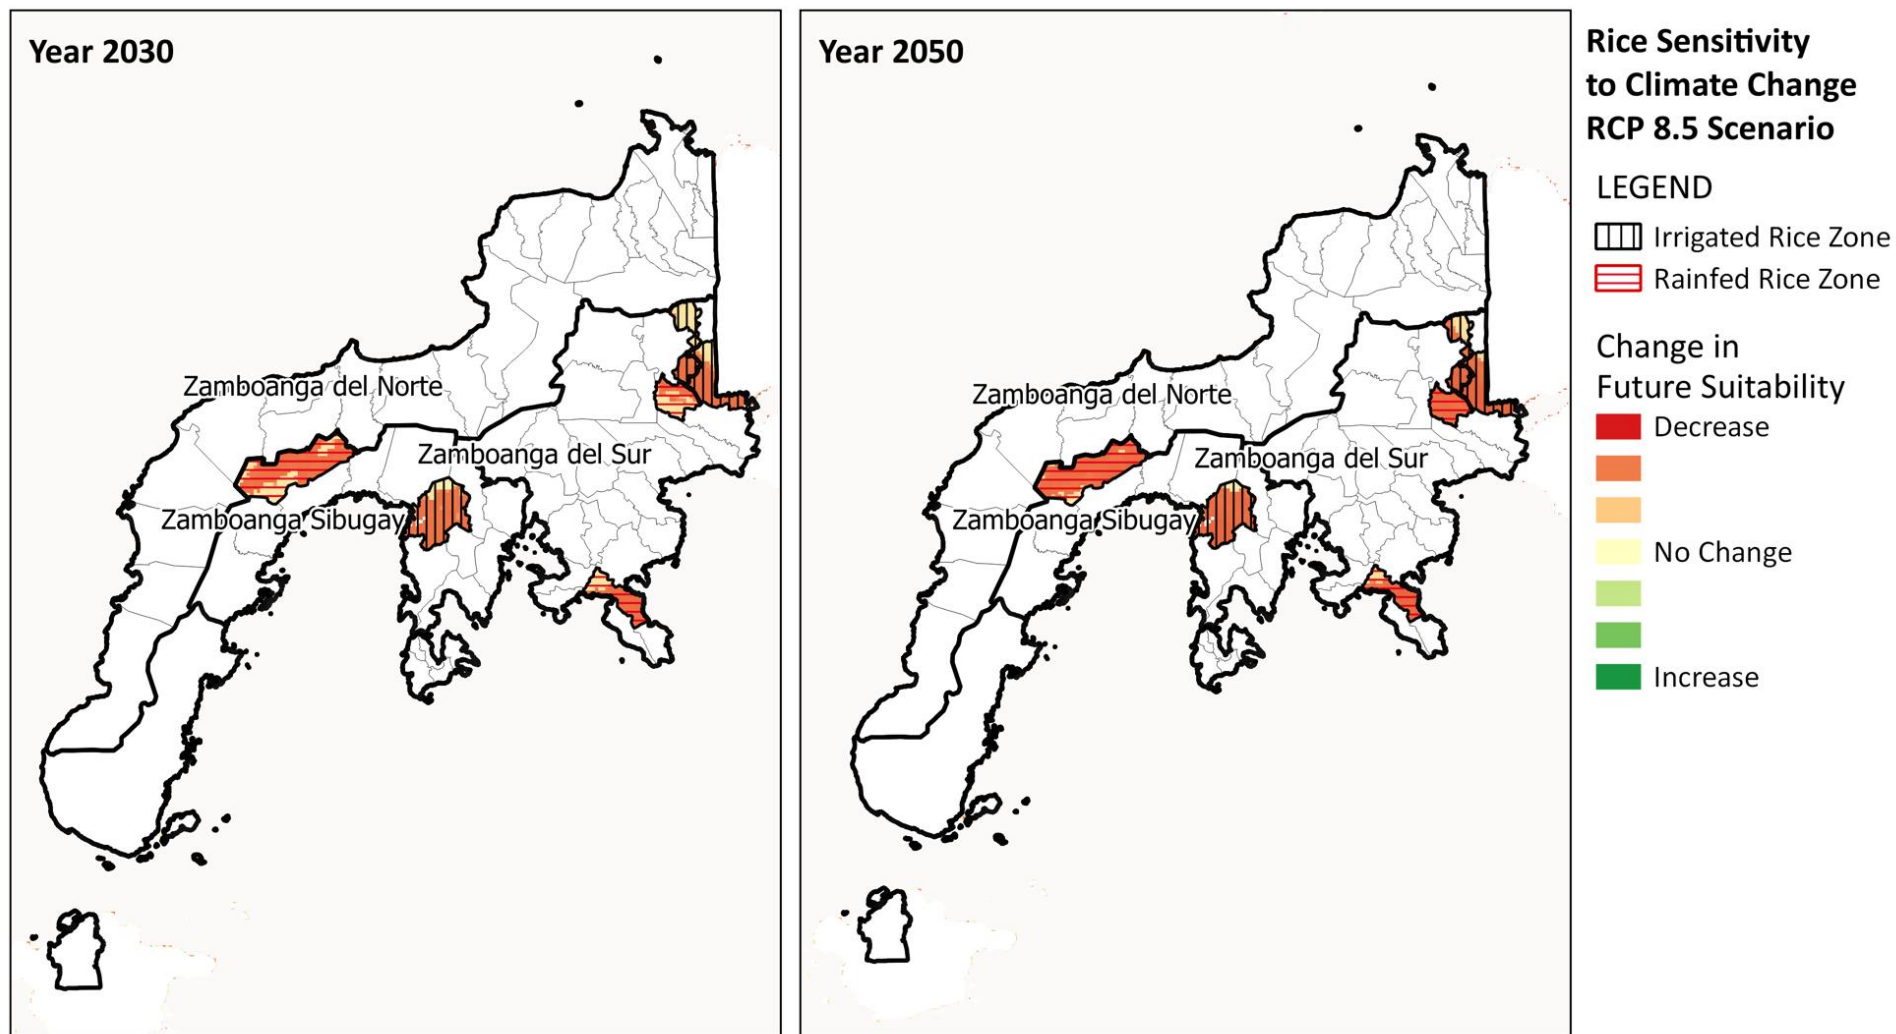 Year 2030
Zamboanga del Norte
Zamboanga del Sur
Zamboanga Sibugay
Year 2050
Zamboanga del Norte
Zamboanga del Sur
Zamboanga Sibugay
Rice Sensitivity
to Climate Change
RCP 8.5 Scenario
LEGEND
Irrigated Rice Zone
Rainfed Rice Zone
Change in
Future Suitability
Decrease
No Change
Increase